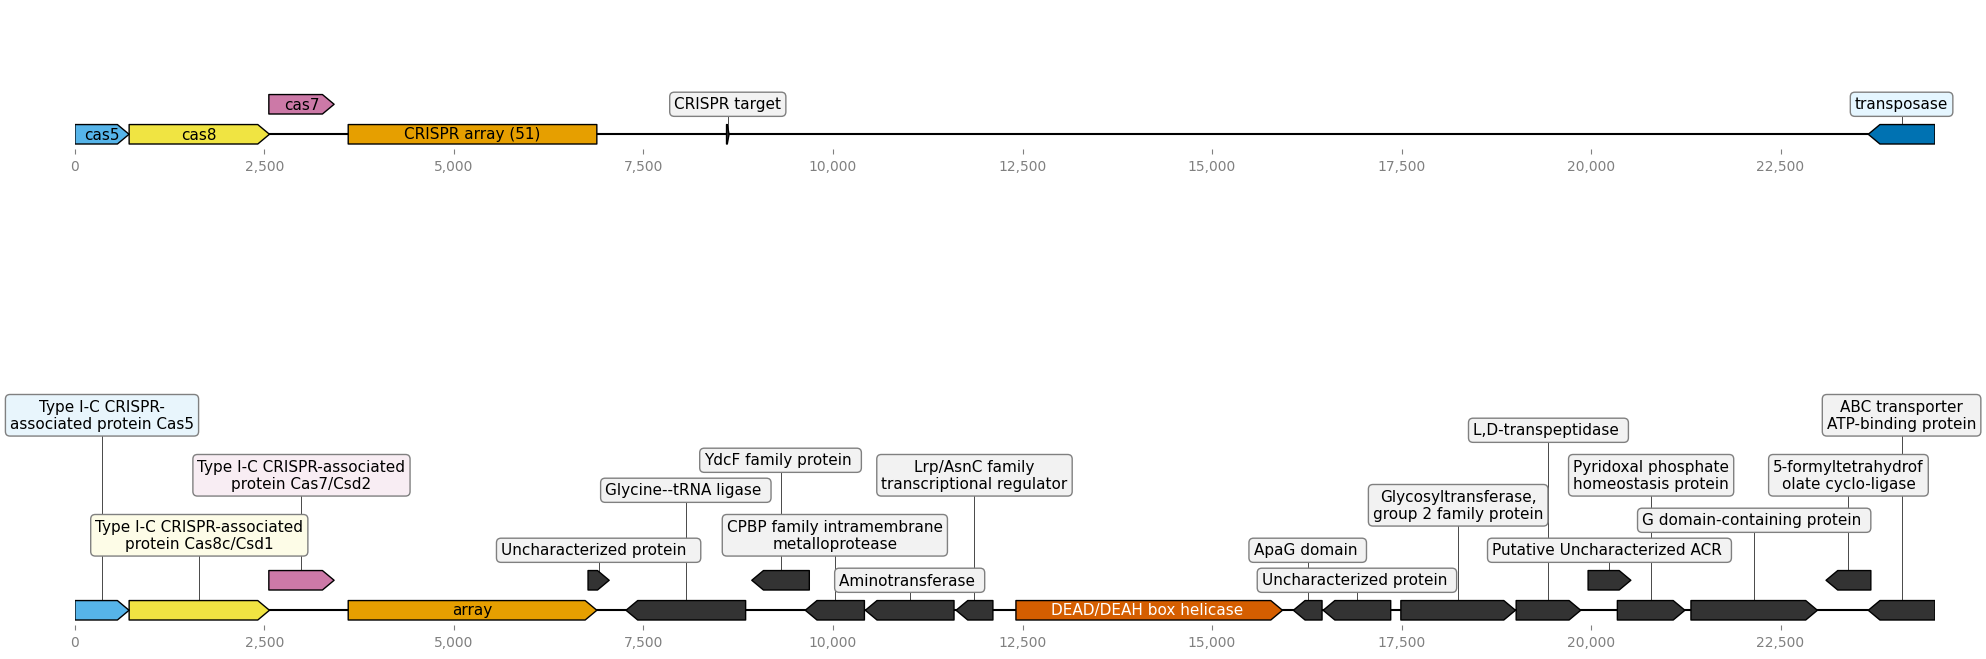 cas7
CRISPR target
transposase
cas5
cas8
CRISPR array (51)
0
2,500
5,000
7,500
10,000
12,500
15,000
17,500
20,000
22,500
Type I-C CRISPR-
associated protein Cas5
ABC transporter
ATP-binding protein
L,D-transpeptidase
Type I-C CRISPR-associated
protein Cas7/Csd2
YdcF family protein
Lrp/AsnC family
transcriptional regulator
Pyridoxal phosphate
homeostasis protein
5-formyltetrahydrof
olate cyclo-ligase
Glycine--tRNA ligase
Glycosyltransferase,
group 2 family protein
Type I-C CRISPR-associated
protein Cas8c/Csd1
CPBP family intramembrane
metalloprotease
G domain-containing protein
Uncharacterized protein
ApaG domain
Putative Uncharacterized ACR
Aminotransferase
Uncharacterized protein
array
DEAD/DEAH box helicase
0
2,500
5,000
7,500
10,000
12,500
15,000
17,500
20,000
22,500